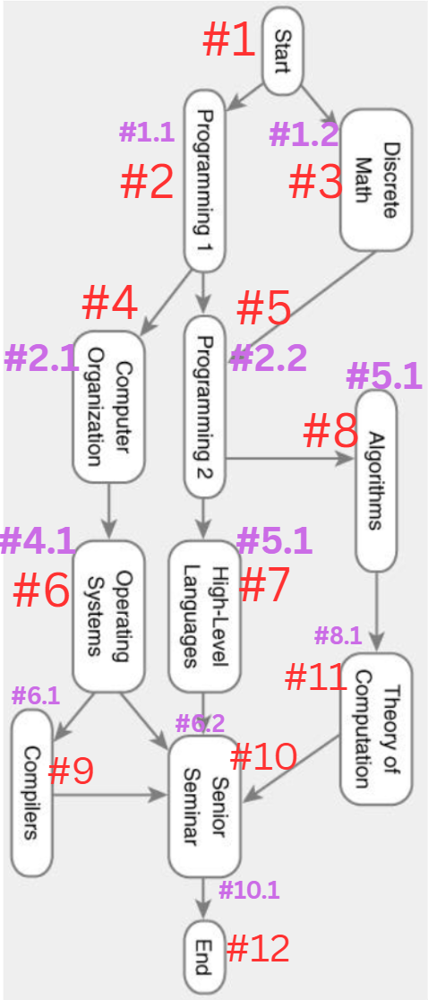 #1
Start
#1.1
#1.2
#2
Programming 1
#3
Discrete
Math
#4
#5
#2.1
Computer
Organization
Programming 2
#2.2
#5.1
#8
Algorithms
#4.1
#6
Operating
Systems
#5.1
#7
High-Level
Languages
#8.1
#11
Theory of
Computation
#6.1
#9
Compilers
#6.2
#10
Senior
Seminar
#10.1
End
#12